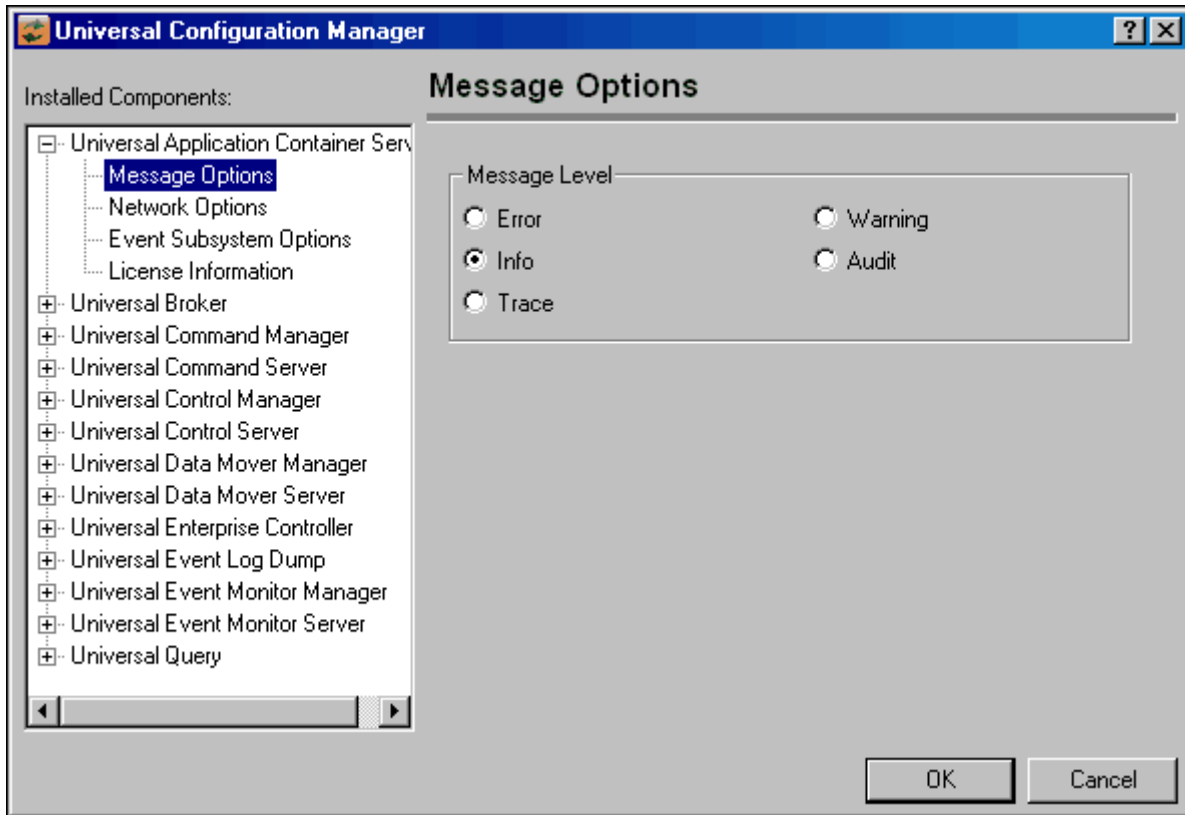 Universal Configuration Manager
Installed Components:
Universal Application Container Serv
Message Options
Network Options
Event Subsystem Options
License Information
Universal Broker
Universal Command Manager
Universal Command Server
Universal Control Manager
Universal Control Server
Universal Data Mover Manager
Universal Data Mover Server
Universal Enterprise Controller
Universal Event Log Dump
Universal Event Monitor Manager
Universal Event Monitor Server
Universal Query
Message Options
Message Level
Error
Warning
Info
Audit
Trace
OK
Cancel